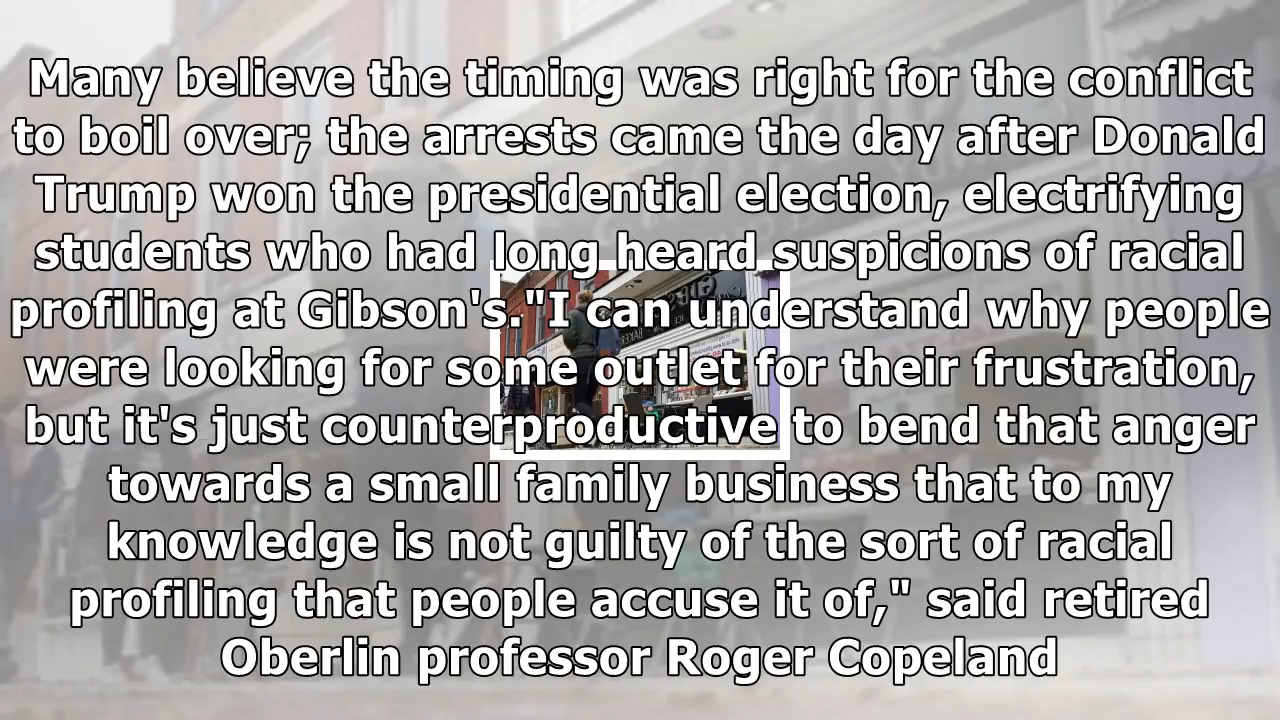 Many believe the timing was right for the conflict
to boil over; the arrests came the day after Donald
Trump won the presidential election, electrifying
students who had long heard suspicions of racial
profiling at Gibson's."I can understand why people
were looking for some outlet for their frustration,
but it's just counterproductive to bend that anger
towards a small family business that to my
knowledge is not guilty of the sort of racial
profiling that people accuse it of," said retired
Oberlin professor Roger Copeland